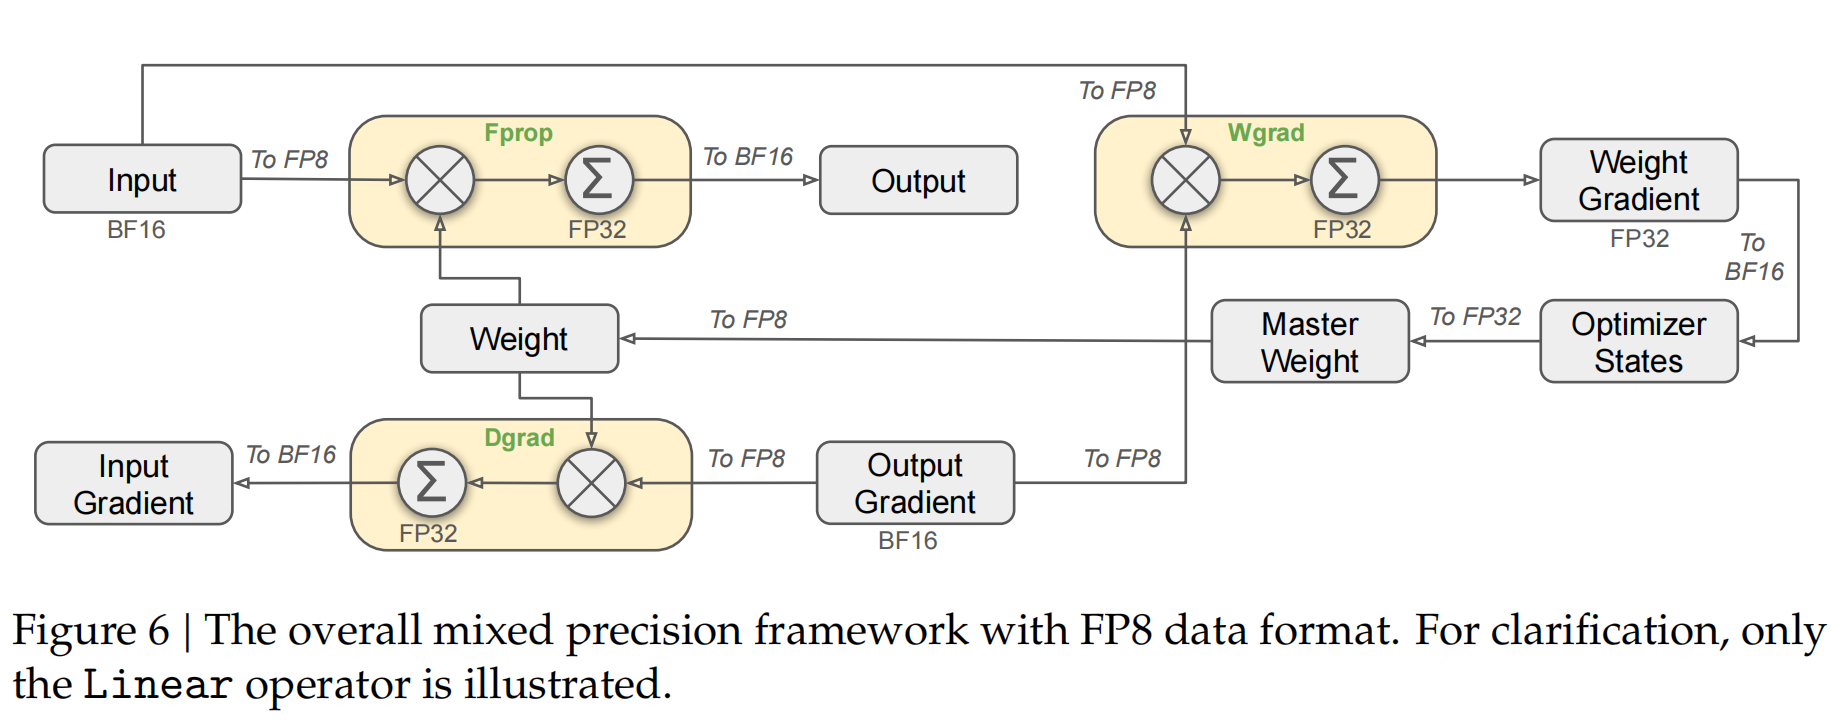 To FP8
Fprop
Wgrad
Input
To FP8
To BF16
Output
Weight
Gradient
BF16
FP32
FP32
FP32
To
BF16
Weight
To FP8
Master
Weight
To FP32
Optimizer
States
Dgrad
Input
Gradient
To BF16
To FP8
Output
Gradient
To FP8
FP32
BF16
Figure 6 | The overall mixed precision framework with FP8 data format. For clarification, only
the Linear operator is illustrated.